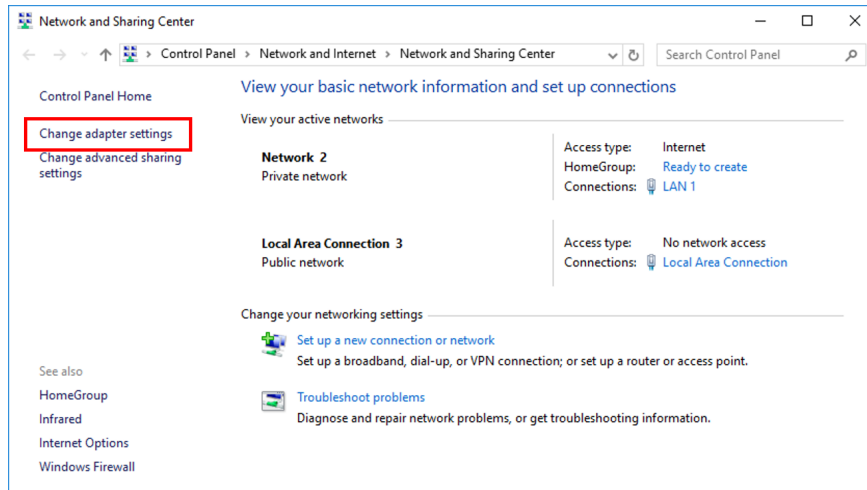 Network and Sharing Center
Control Panel > Network and Internet > Network and Sharing Center
Search Control Panel
Control Panel Home
Change adapter settings
Change advanced sharing
settings
View your basic network information and set up connections
View your active networks
Network 2
Private network
Access type: Internet
HomeGroup: Ready to create
Connections: LAN 1
Local Area Connection 3
Public network
Access type: No network access
Connections: Local Area Connection
Change your networking settings
Set up a new connection or network
Set up a broadband, dial-up, or VPN connection; or set up a router or access point.
Troubleshoot problems
Diagnose and repair network problems, or get troubleshooting information.
See also
HomeGroup
Infrared
Internet Options
Windows Firewall